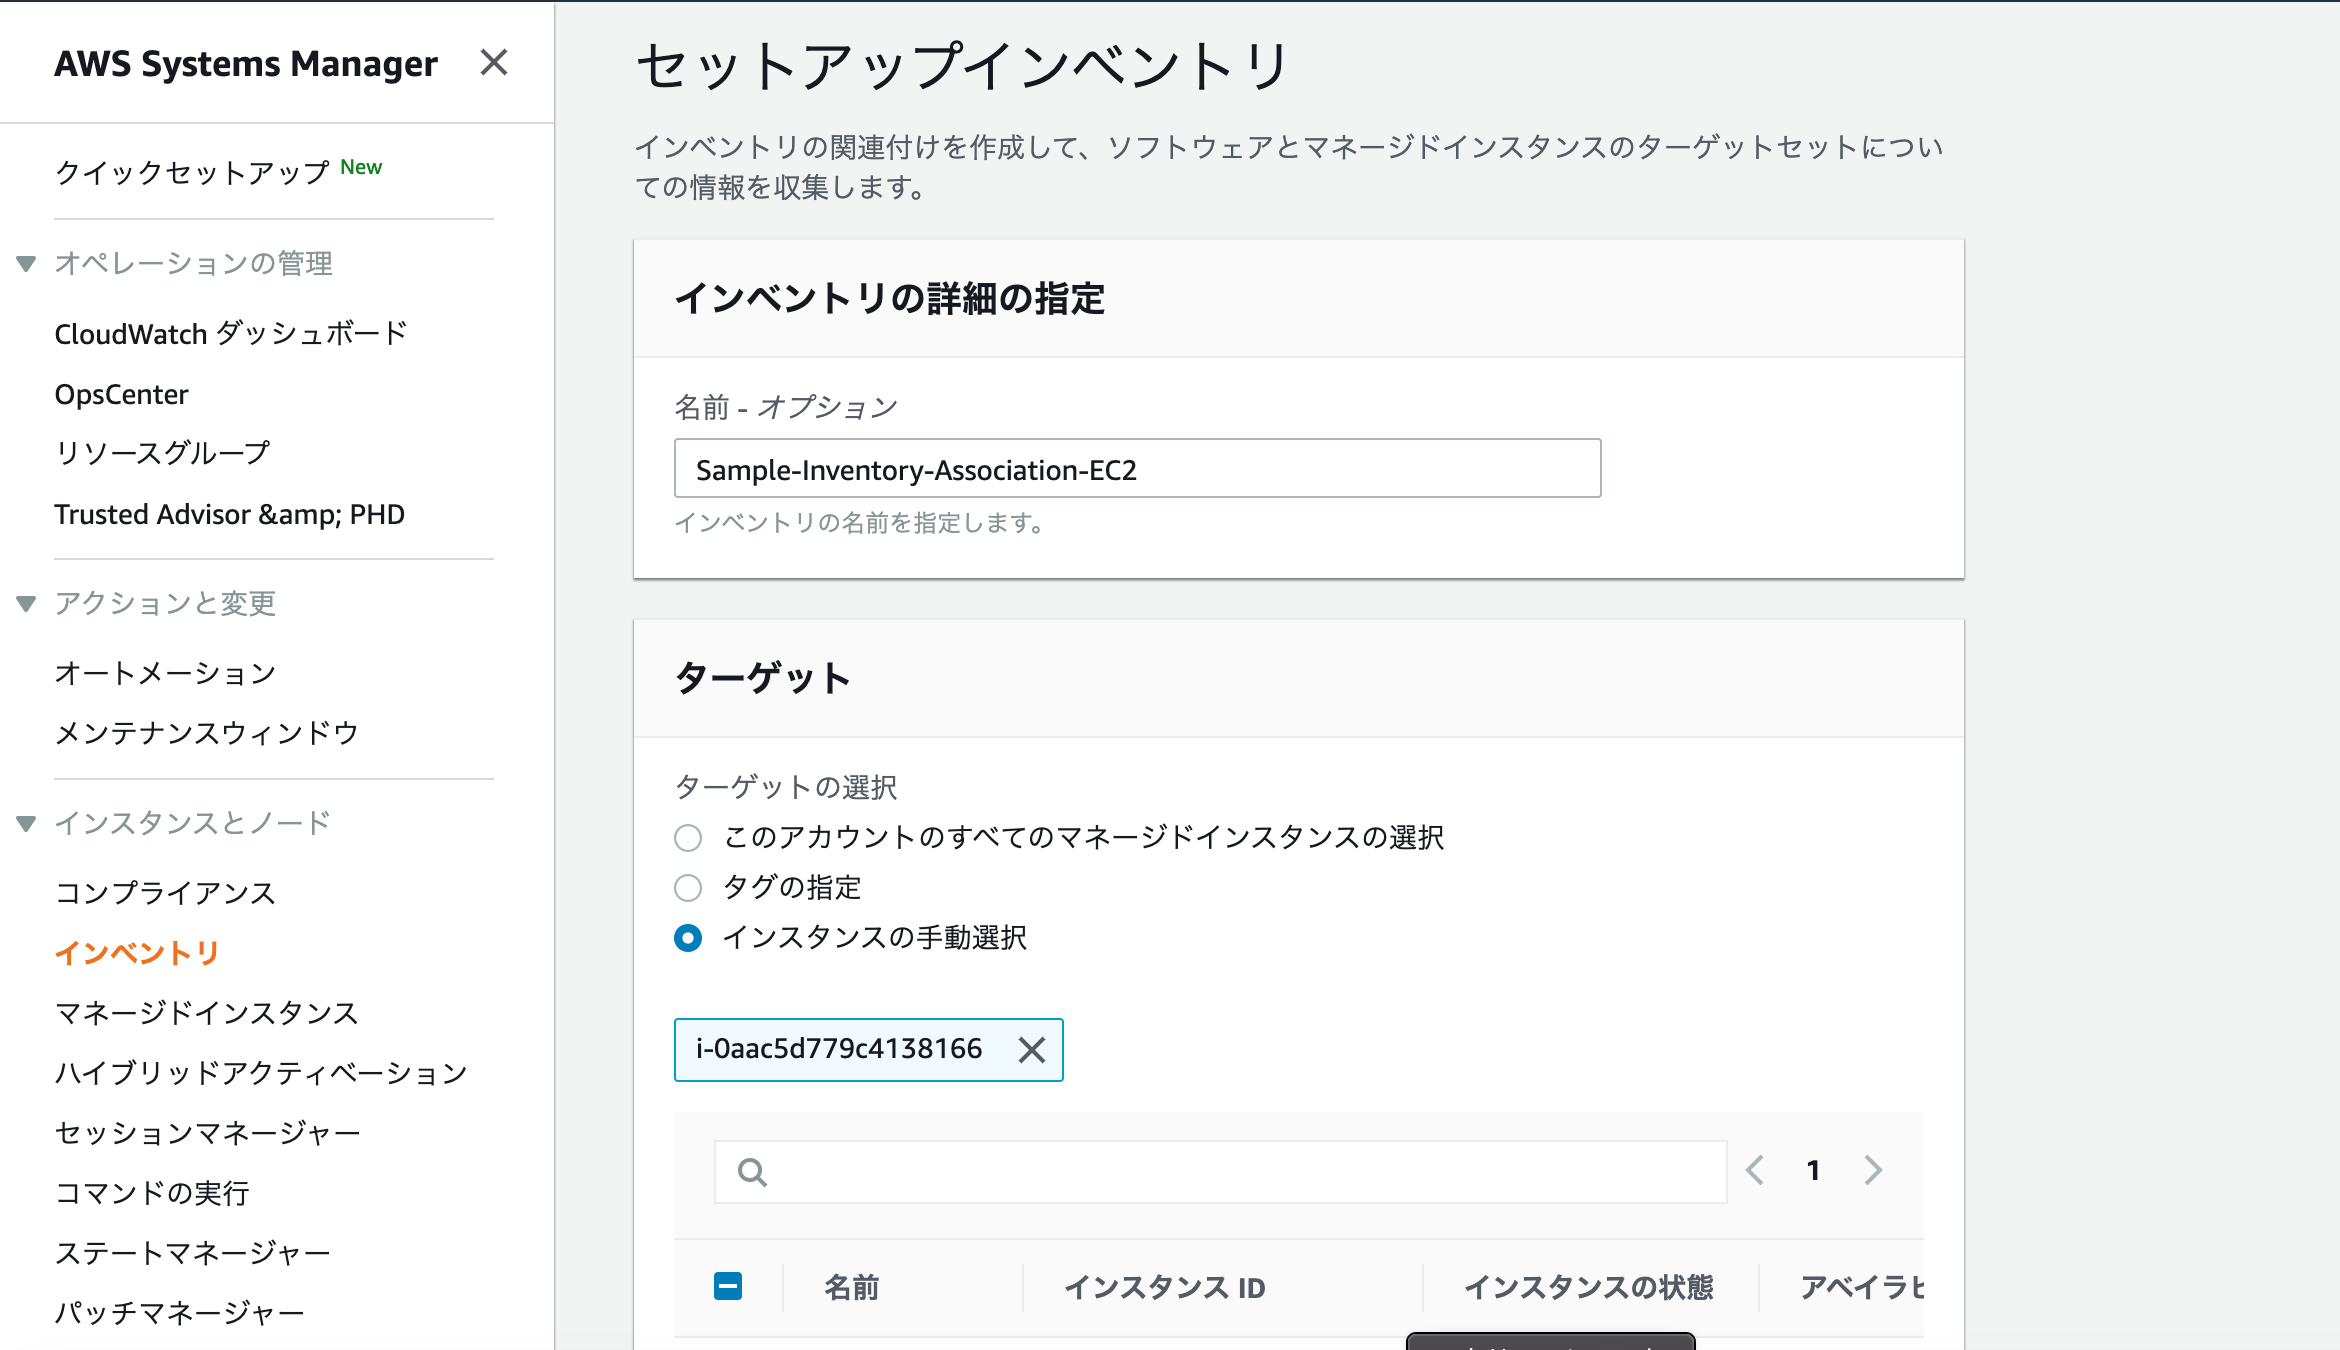 AWS Systems Manager
クイックセットアップ New
オペレーションの管理
CloudWatch ダッシュボード
OpsCenter
リソースグループ
Trusted Advisor &amp; PHD
アクションと変更
オートメーション
メンテナンスウィンドウ
インスタンスとノード
コンプライアンス
インベントリ
マネージドインスタンス
ハイブリッドアクティベーション
セッションマネージャー
コマンドの実行
ステートマネージャー
パッチマネージャー
セットアップインベントリ
インベントリの関連付けを作成して、ソフトウェアとマネージドインスタンスのターゲットセットについ
ての情報を収集します。
インベントリの詳細の指定
名前 - オプション
Sample-Inventory-Association-EC2
インベントリの名前を指定します。
ターゲット
ターゲットの選択
このアカウントのすべてのマネージドインスタンスの選択
タグの指定
インスタンスの手動選択
i-0aac5d779c4138166
1
名前 インスタンス ID インスタンスの状態 アベイラビ